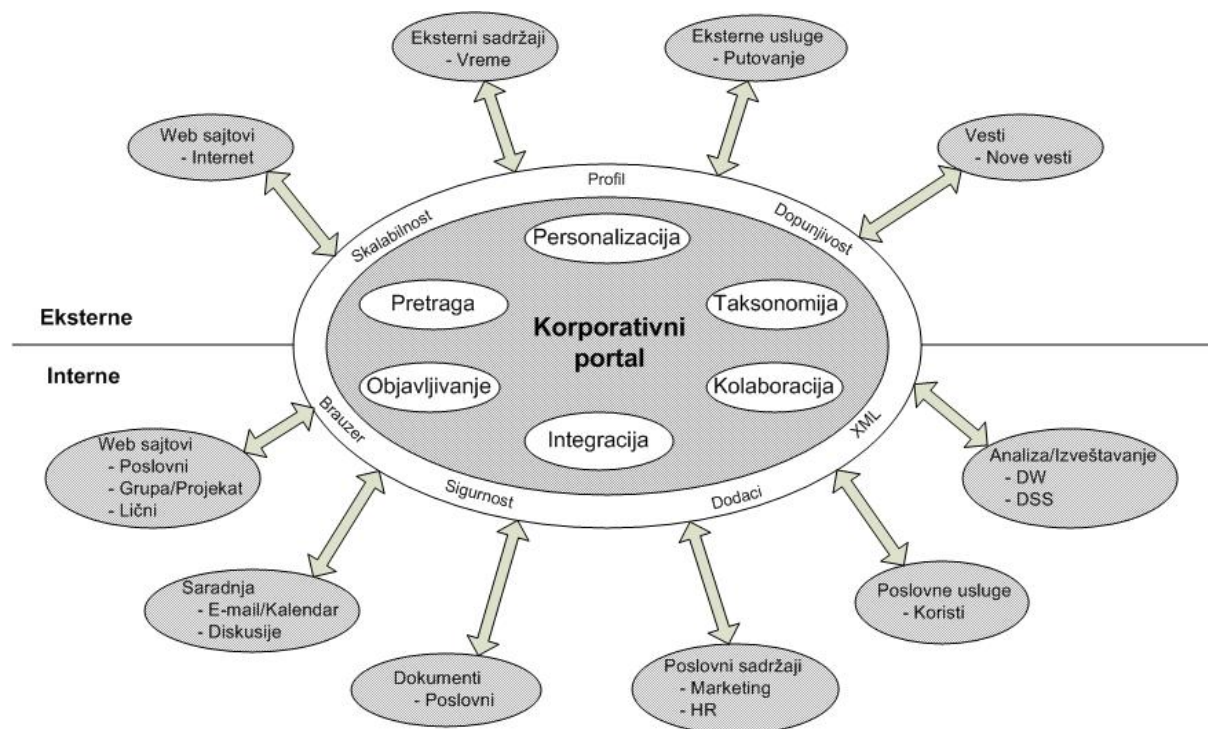 Eksterni sadržaji
- Vreme
Eksterne usluge
- Putovanje
Web sajtovi
- Internet
Vesti
- Nove vesti
Profil
Skalabilnost
Dopunjivost
Personalizacija
Pretraga
Taksonomija
Eksterne
Korporativni
portal
Interne
Objavljivanje
Kolaboracija
Integracija
Brauzer
XML
Sigurnost
Dodaci
Web sajtovi
- Poslovni
- Grupa/Projekat
- Lični
Analiza/Izveštavanje
- DW
- DSS
Saradnja
- E-mail/Kalendar
- Diskusije
Poslovne usluge
- Koristi
Dokumenti
- Poslovni
Poslovni sadržaji
- Marketing
- HR